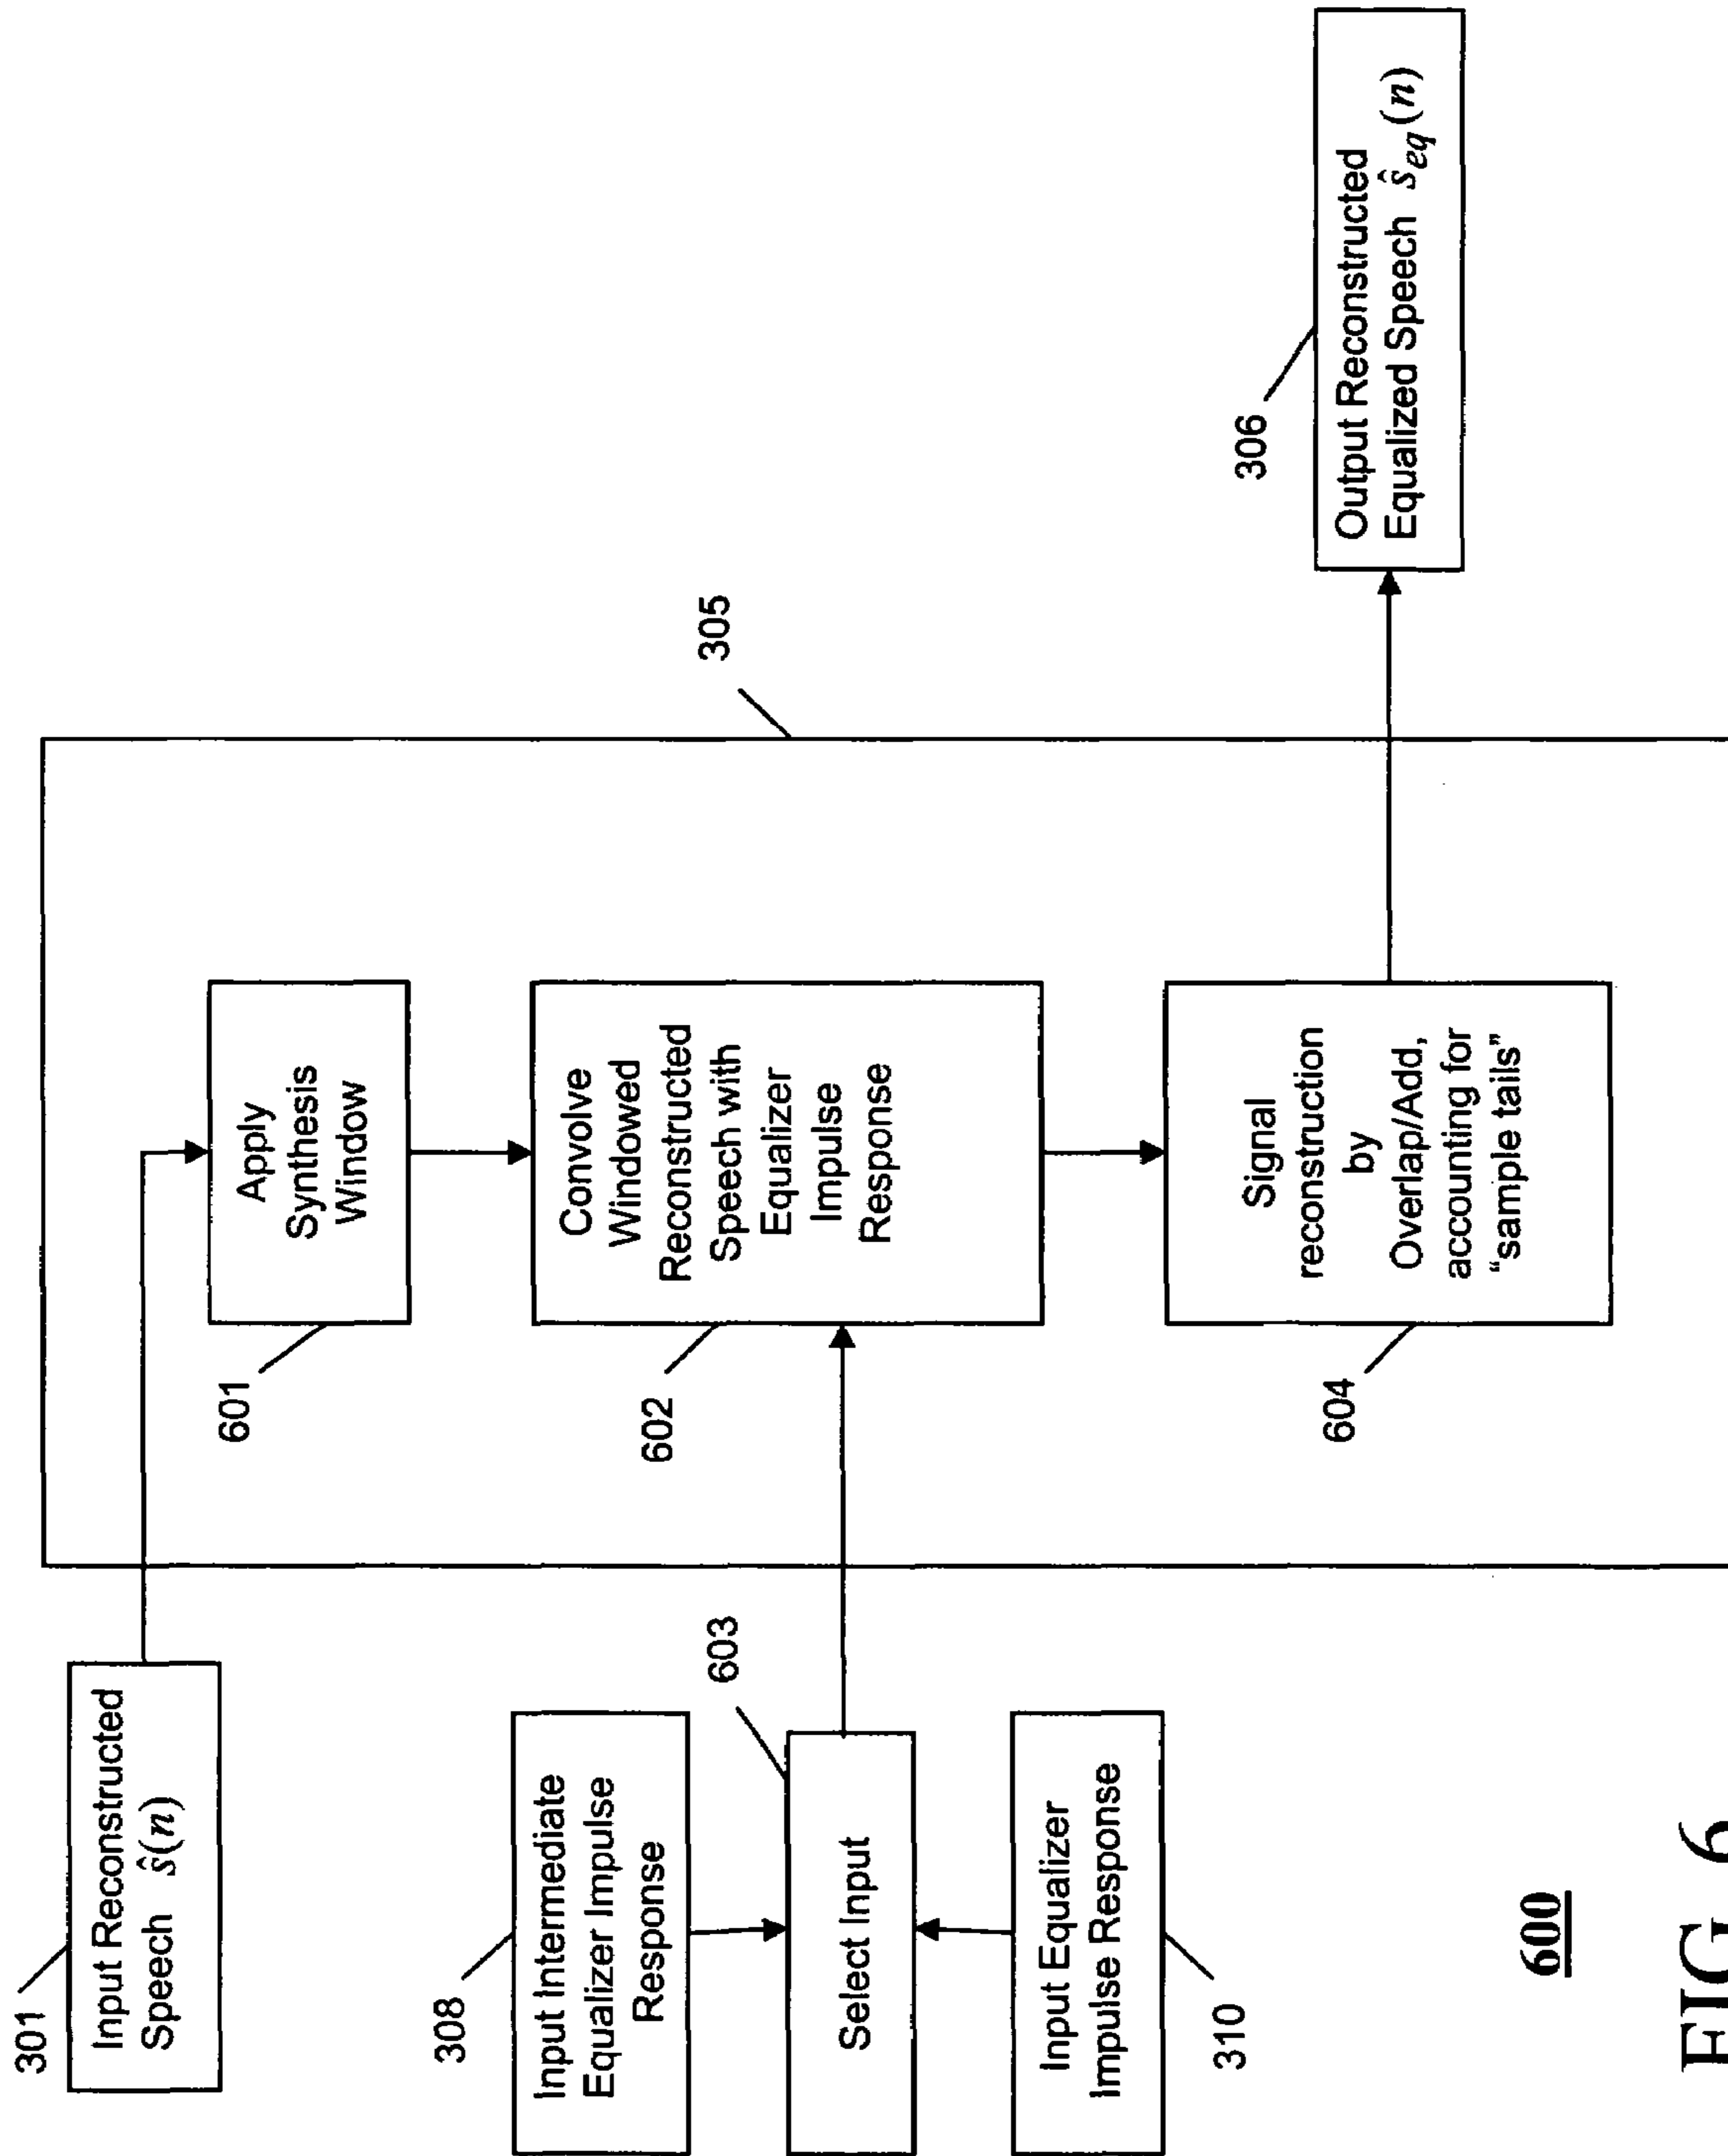 301
Input Reconstructed
Speech ŝ(n)
308
Input Intermediate
Equalizer Impulse
Response
603
Select Input
Input Equalizer
Impulse Response
310
305
601
Apply
Synthesis
Window
602
Convolve
Windowed
Reconstructed
Speech with
Equalizer
Impulse
Response
604
Signal
reconstruction
by
Overlap/Add,
accounting for
“sample tails”
306
Output Reconstructed
Equalized Speech ŝeq(n)
600
FIG. 6